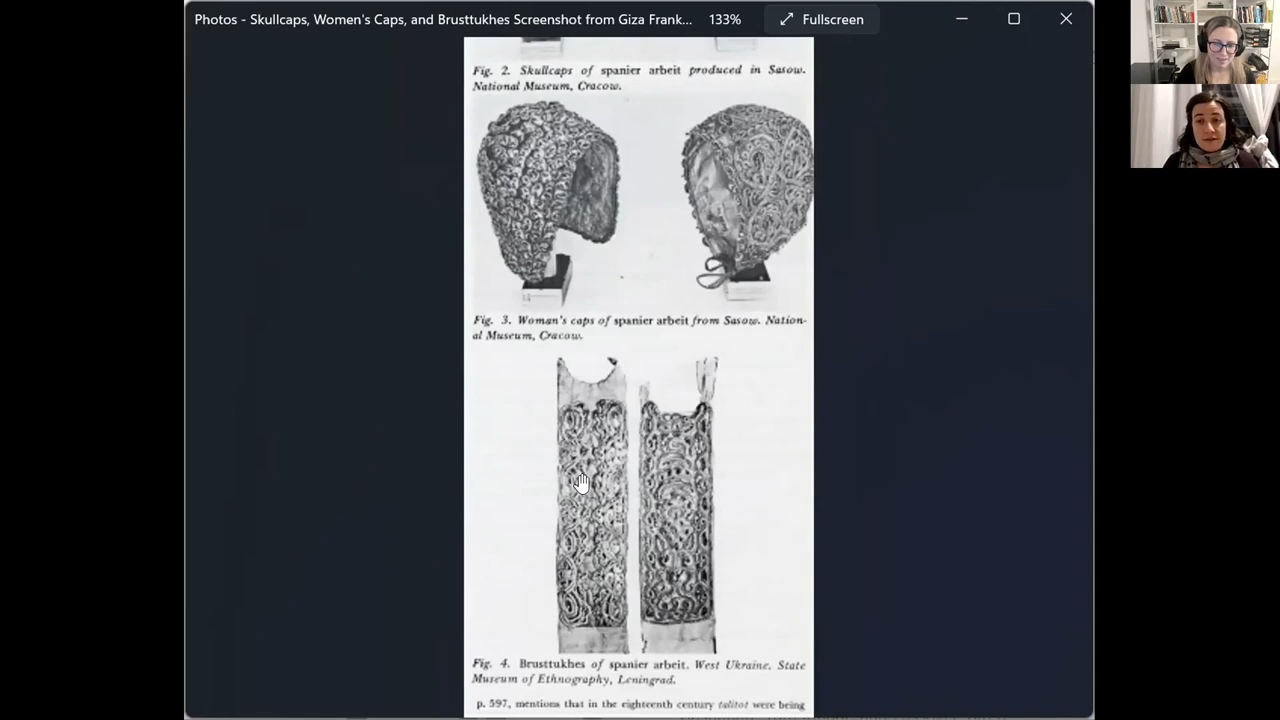 Photos - Skullcaps, Women's Caps, and Brusttukhes Screenshot from Giza Frank...
133%
Fullscreen
Fig. 2. Skullcaps of spanier arbeit produced in Sasow.
National Museum, Cracow.
Fig. 3. Woman's caps of spanier arbeit from Sasow. Nation-
al Museum, Cracow.
Fig. 4. Brusttukhes of spanier arbeit. West Ukraine. State
Museum of Ethnography, Leningrad.
p. 597, mentions that in the eighteenth century talitot were being